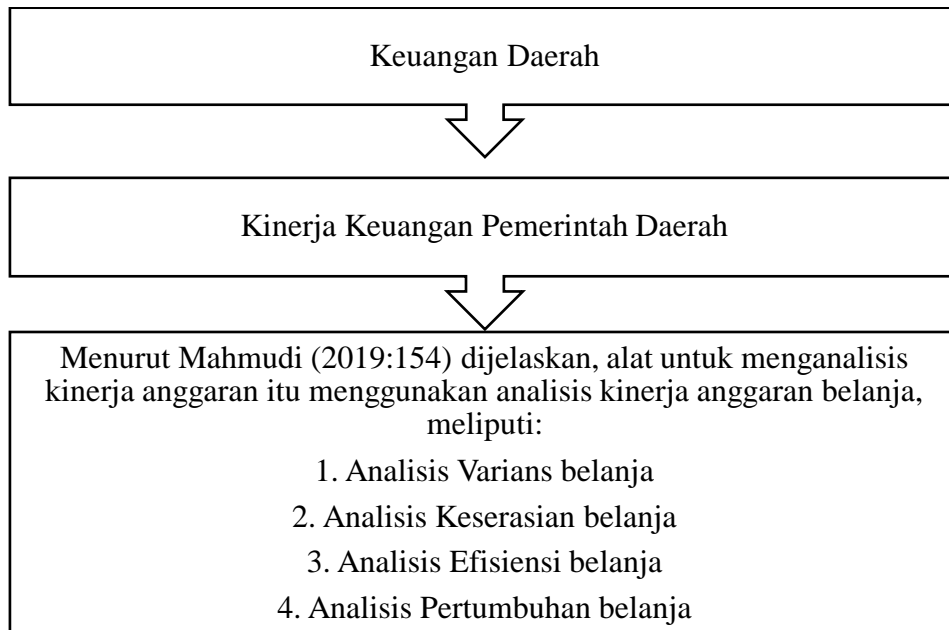 Keuangan Daerah
Kinerja Keuangan Pemerintah Daerah
Menurut Mahmudi (2019:154) dijelaskan, alat untuk menganalisis
kinerja anggaran itu menggunakan analisis kinerja anggaran belanja,
meliputi:
1. Analisis Varians belanja
2. Analisis Keserasian belanja
3. Analisis Efisiensi belanja
4. Analisis Pertumbuhan belanja